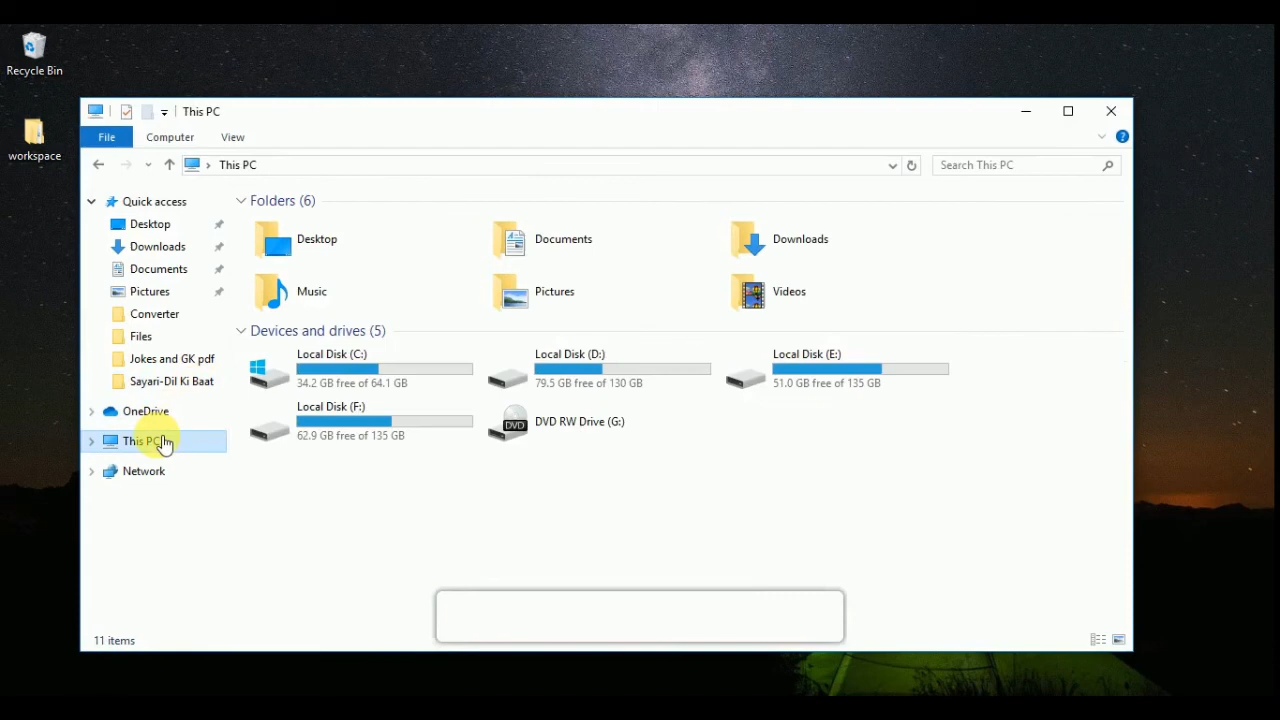 Recycle Bin
workspace
This PC
File Computer View
This PC
Search This PC
Quick access
Desktop
Downloads
Documents
Pictures
Converter
Files
Jokes and GK pdf
Sayari-Dil Ki Baat
OneDrive
This PC
Network
Folders (6)
Desktop
Documents
Downloads
Music
Pictures
Videos
Devices and drives (5)
Local Disk (C:)
34.2 GB free of 64.1 GB
Local Disk (D:)
79.5 GB free of 130 GB
Local Disk (E:)
51.0 GB free of 135 GB
Local Disk (F:)
62.9 GB free of 135 GB
DVD
DVD RW Drive (G:)
11 items